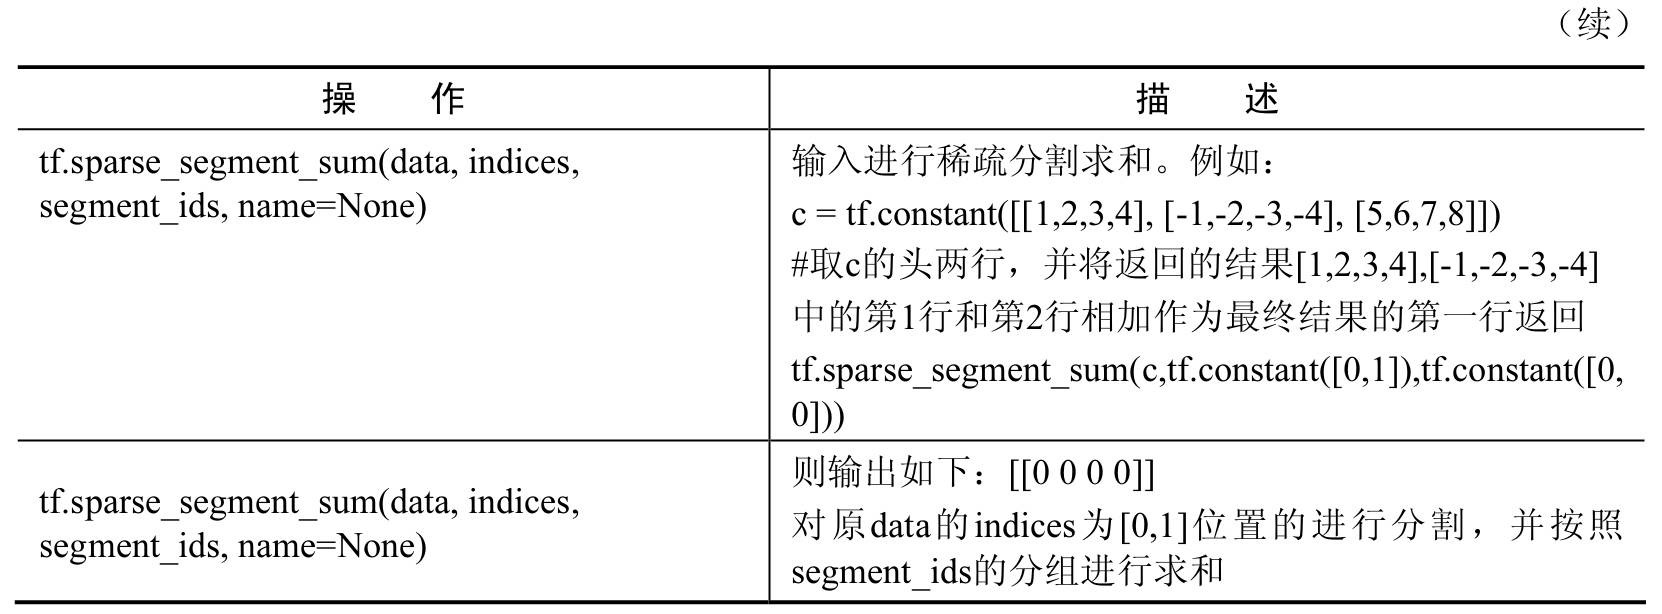 （续）
操 作
描 述
tf.sparse_segment_sum(data, indices,
segment_ids, name=None)
输入进行稀疏分割求和。例如：
c = tf.constant([[1,2,3,4], [-1,-2,-3,-4], [5,6,7,8]])
#取c的头两行，并将返回的结果[1,2,3,4],[-1,-2,-3,-4]
中的第1行和第2行相加作为最终结果的第一行返回
tf.sparse_segment_sum(c,tf.constant([0,1]),tf.constant([0,
0]))
tf.sparse_segment_sum(data, indices,
segment_ids, name=None)
则输出如下：[[0 0 0 0]]
对原data的indices为[0,1]位置的进行分割，并按照
segment_ids的分组进行求和